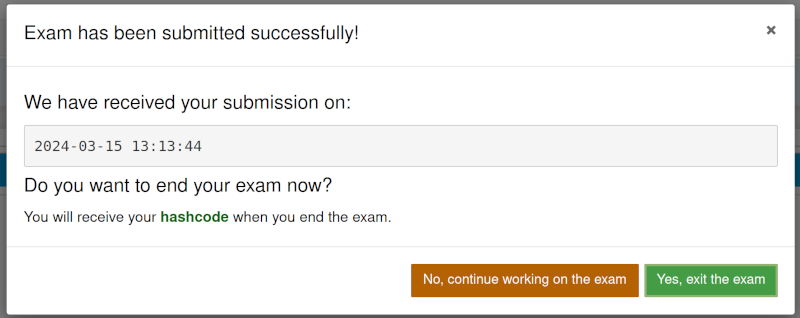 Exam has been submitted successfully!
×
We have received your submission on:
2024-03-15 13:13:44
Do you want to end your exam now?
You will receive your hashcode when you end the exam.
No, continue working on the exam
Yes, exit the exam